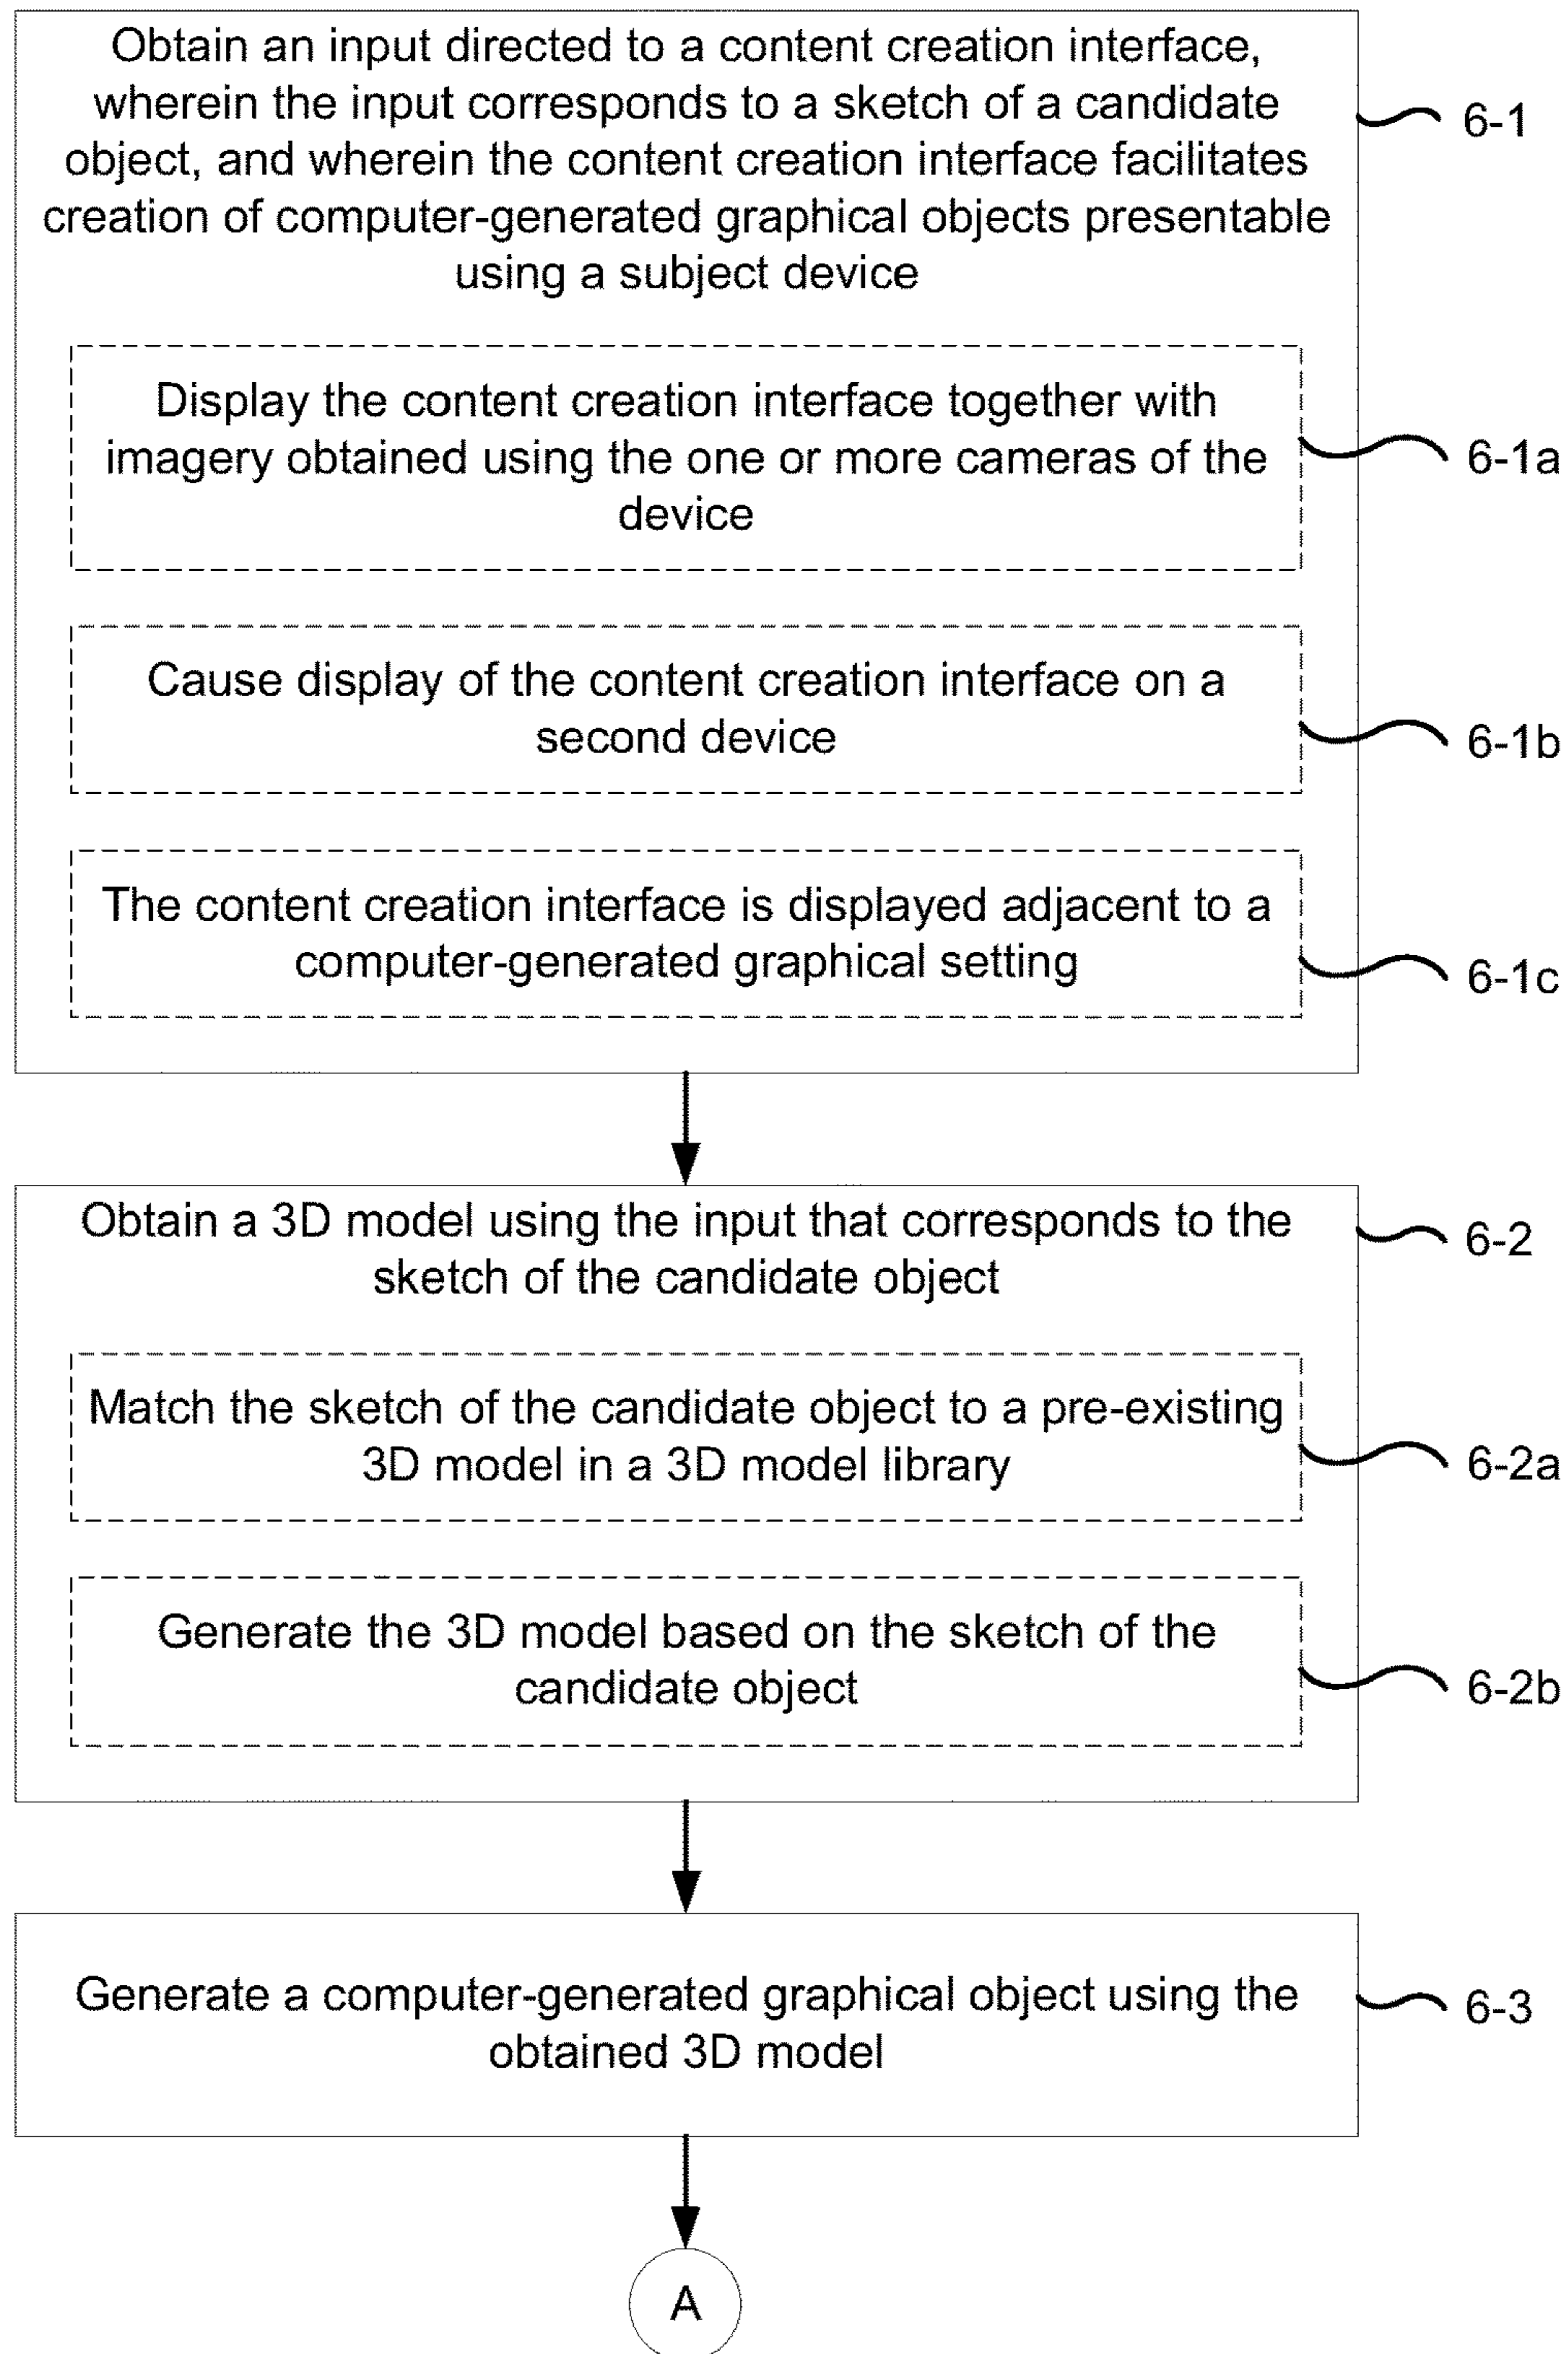 Obtain an input directed to a content creation interface,
wherein the input corresponds to a sketch of a candidate
object, and wherein the content creation interface facilitates
creation of computer-generated graphical objects presentable
using a subject device
6-1
Display the content creation interface together with
imagery obtained using the one or more cameras of the
device
6-1a
Cause display of the content creation interface on a
second device
6-1b
The content creation interface is displayed adjacent to a
computer-generated graphical setting
6-1c
Obtain a 3D model using the input that corresponds to the
sketch of the candidate object
6-2
Match the sketch of the candidate object to a pre-existing
3D model in a 3D model library
6-2a
Generate the 3D model based on the sketch of the
candidate object
6-2b
Generate a computer-generated graphical object using the
obtained 3D model
6-3
A